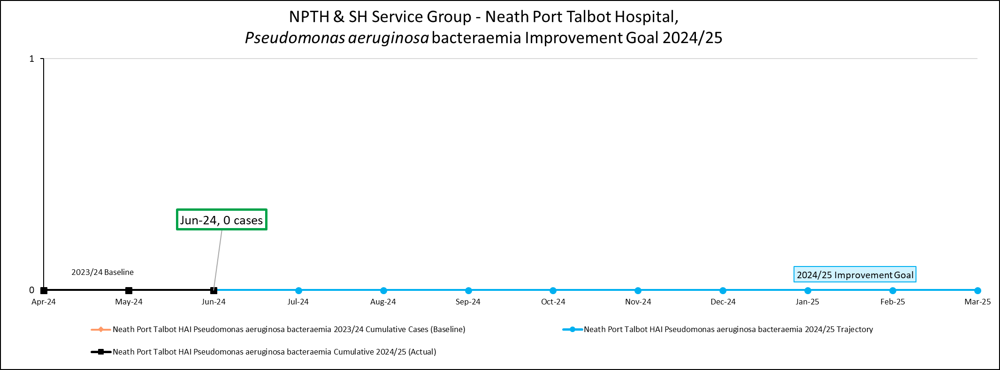 NPTH & SH Service Group - Neath Port Talbot Hospital,
Pseudomonas aeruginosa bacteraemia Improvement Goal 2024/25
1
Jun-24, 0 cases
2023/24 Baseline
2024/25 Improvement Goal
0
Apr-24 May-24 Jun-24 Jul-24 Aug-24 Sep-24 Oct-24 Nov-24 Dec-24 Jan-25 Feb-25 Mar-25
Neath Port Talbot HAI Pseudomonas aeruginosa bacteraemia 2023/24 Cumulative Cases (Baseline)
Neath Port Talbot HAI Pseudomonas aeruginosa bacteraemia 2024/25 Trajectory
Neath Port Talbot HAI Pseudomonas aeruginosa bacteraemia Cumulative 2024/25 (Actual)